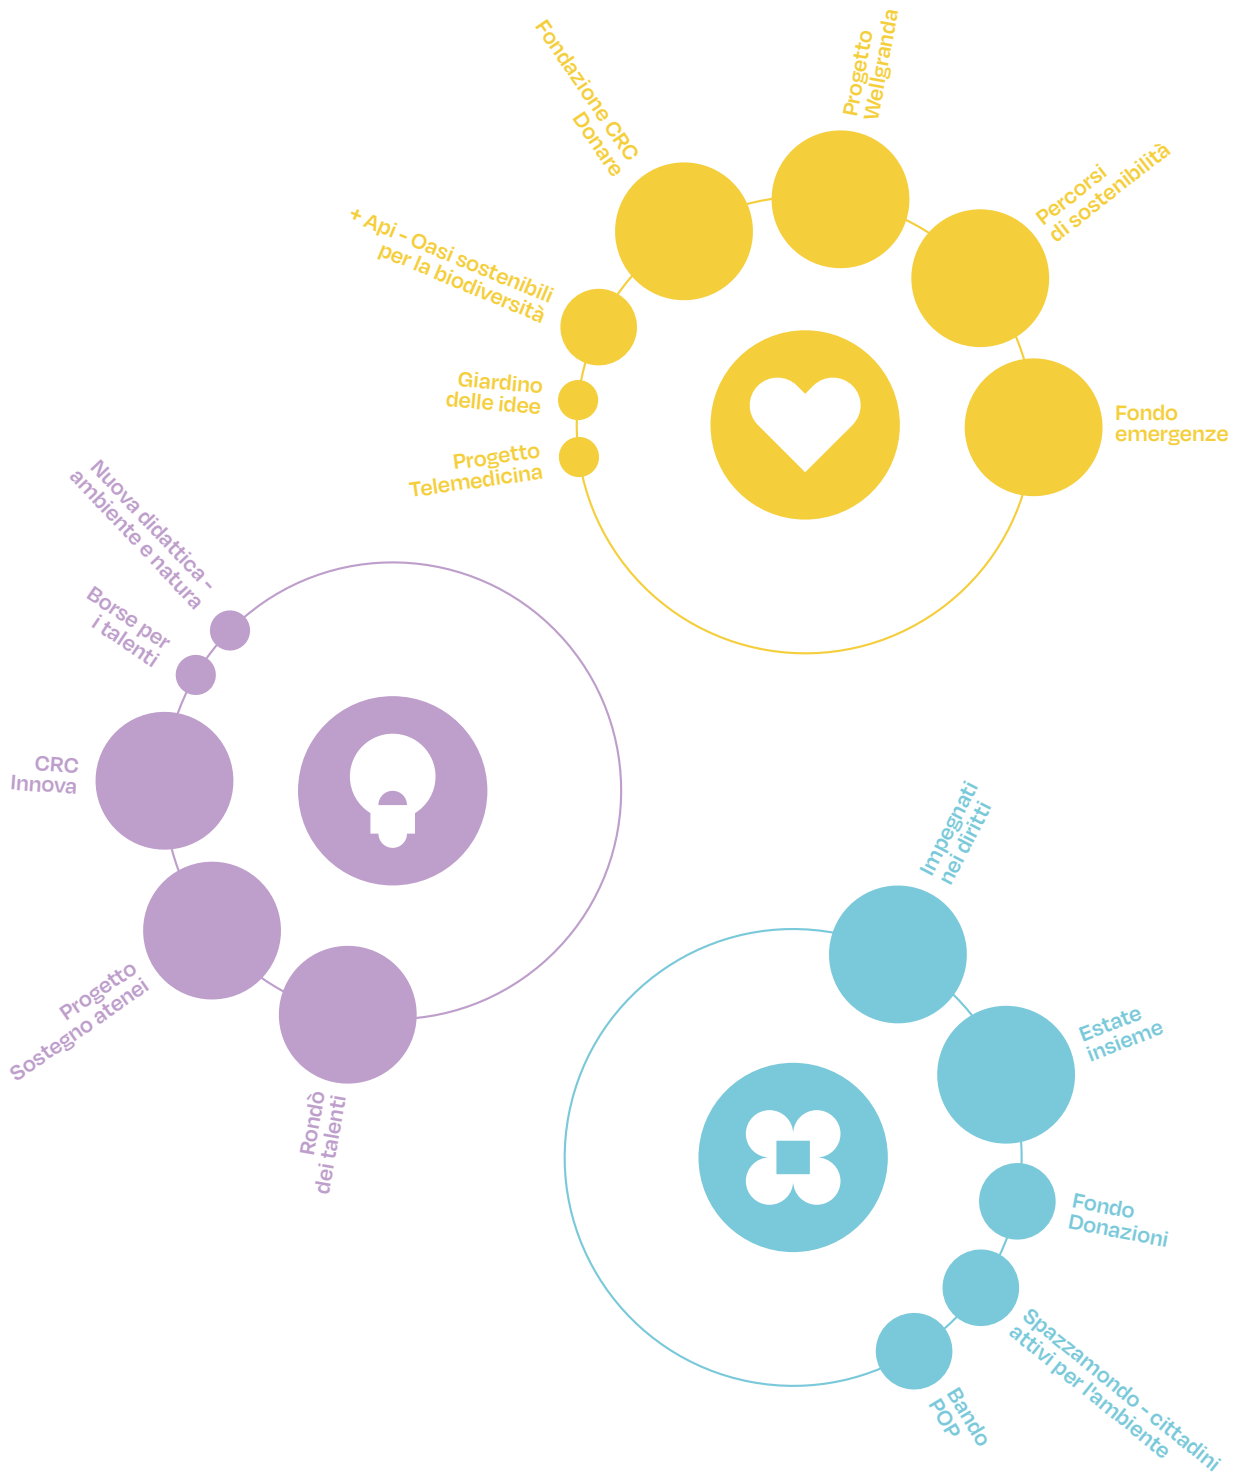 Fondazione CRC
Donare
Progetto
Wellgranda
Percorsi
di sostenibilità
+ Api - Oasi sostenibili
per la biodiversità
Giardino
delle idee
Fondo
emergenze
Progetto
Telemedicina
Nuova didattica -
ambiente e natura
Borse per
i talenti
CRC
Innova
Progetto
Sostegno atenei
Rondò
dei talenti
Impegnati
nei diritti
Estate
insieme
Fondo
Donazioni
Spazzamondo - cittadini
attivi per l'ambiente
Bando
POP